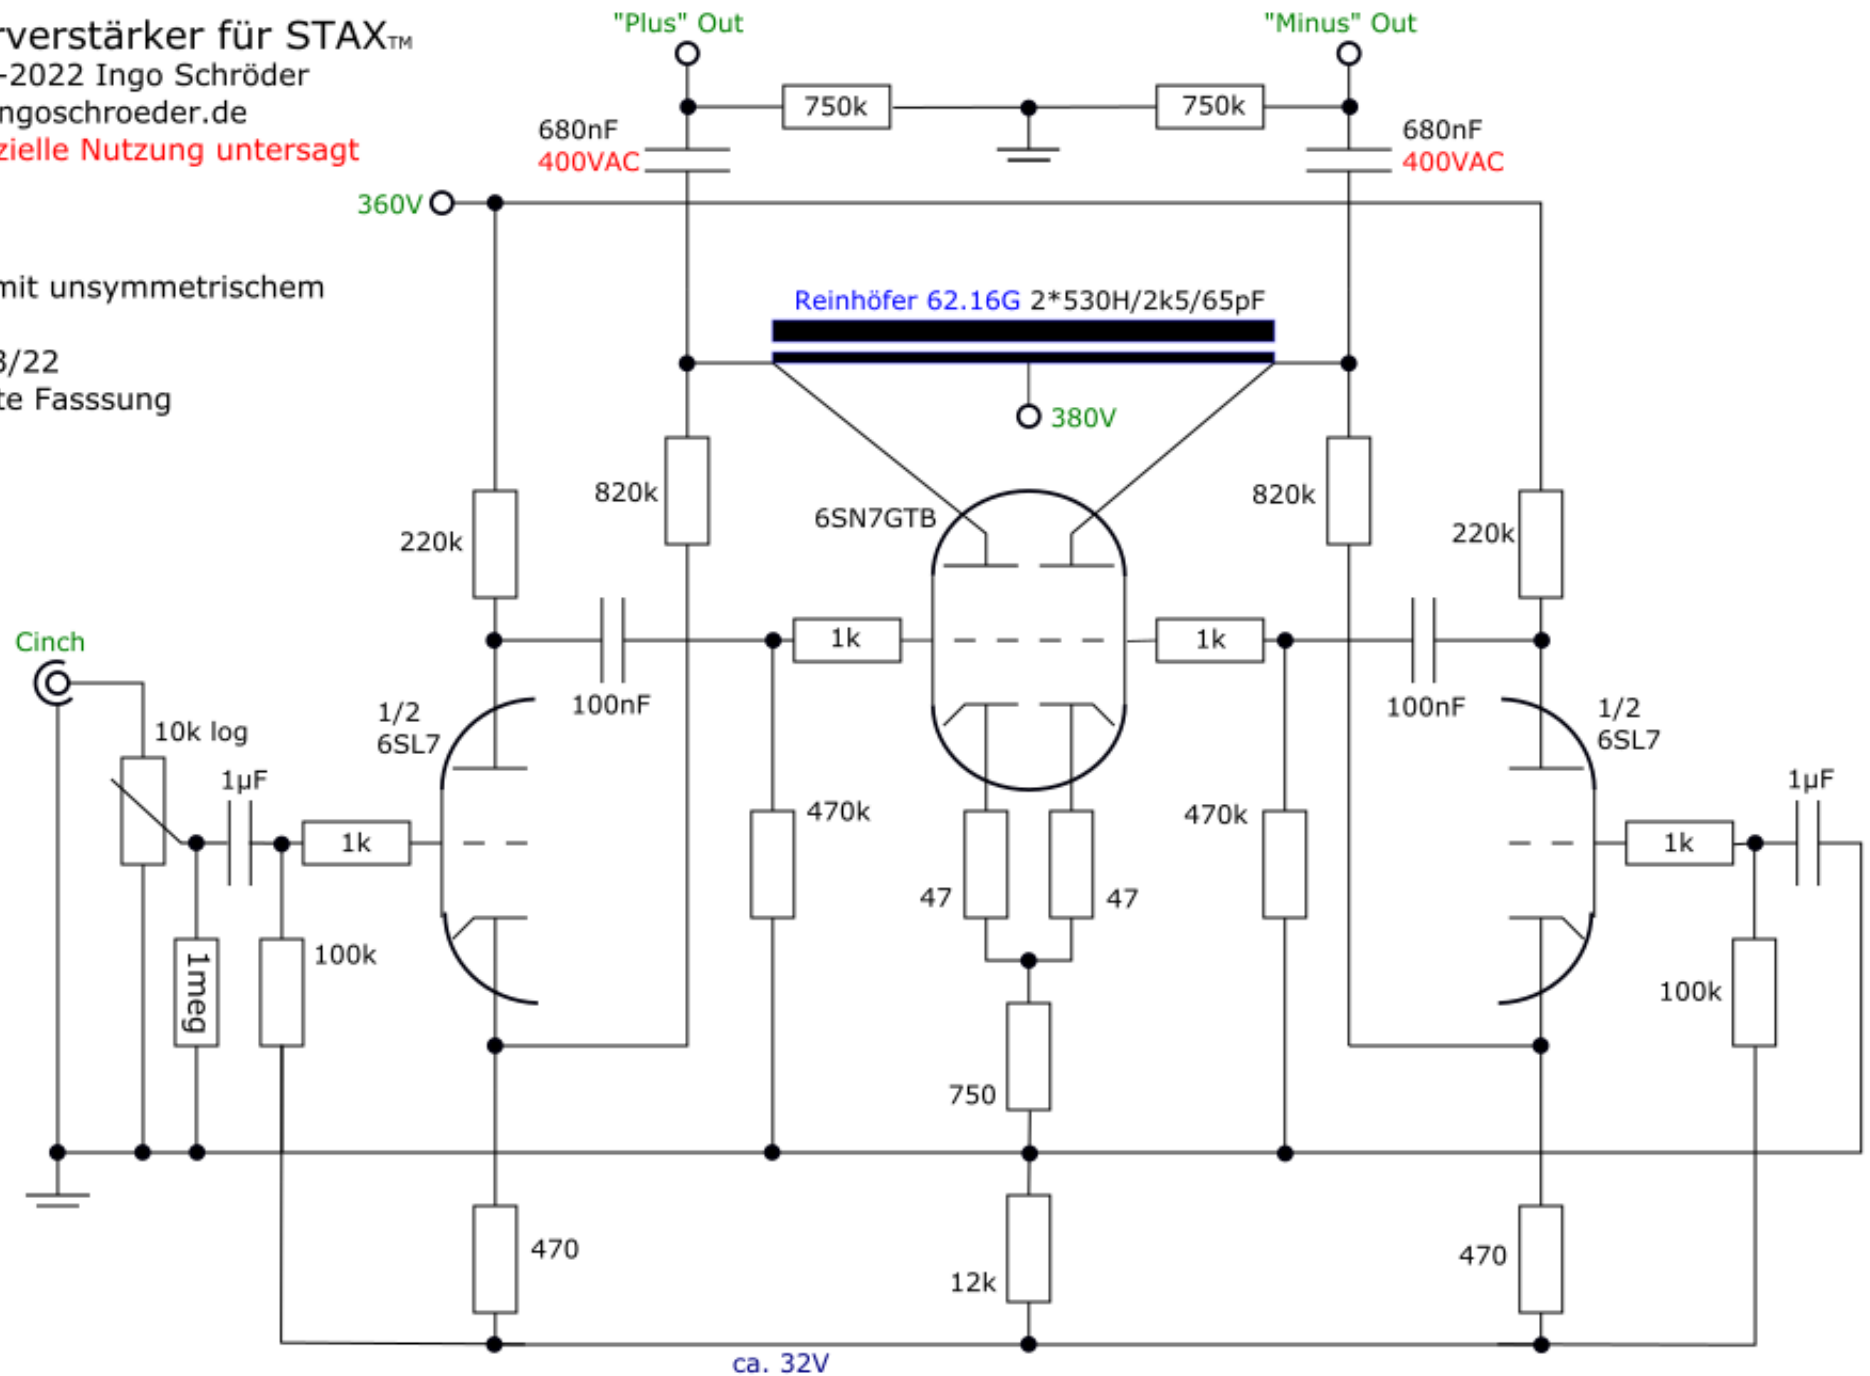 rverstärker für STAX™
-2022 Ingo Schröder
ngoschroeder.de
zielle Nutzung untersagt
"Plus" Out
"Minus" Out
750k
750k
680nF
400VAC
680nF
400VAC
360V
mit unsymmetrischem
Reinhöfer 62.16G 2*530H/2k5/65pF
3/22
te Fasssung
380V
820k
820k
6SN7GTB
220k
220k
Cinch
1k
1k
100nF
100nF
1/2
6SL7
1/2
6SL7
10k log
1µF
1µF
470k
470k
1k
1k
47
47
100k
1meg
100k
750
470
470
12k
ca. 32V